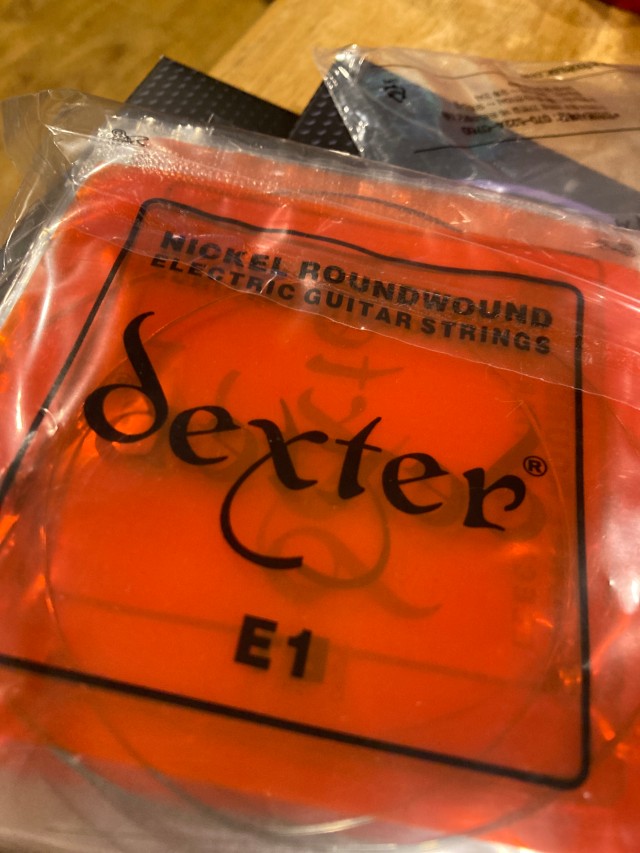 NICKEL ROUNDWOUND
ELECTRIC GUITAR STRINGS
dexter®
E1